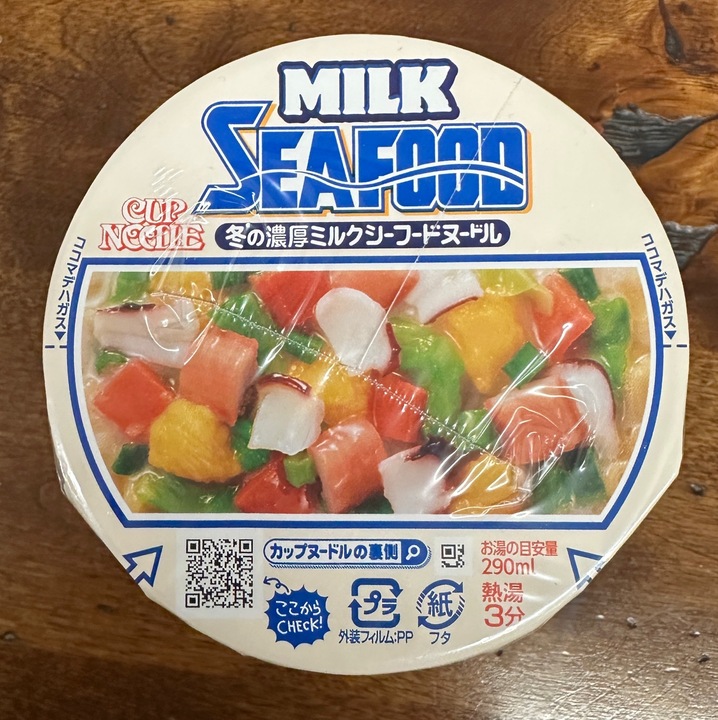 MILK
SEAFOOD
CUP
NOODLE
冬の濃厚ミルクシーフードヌードル
ココマデハガス
ココマデハガス
カップヌードルの裏側
ここから
CHECK!
プラ
外装フィルム:PP
紙
フタ
お湯の目安量
290ml
熱湯
3分